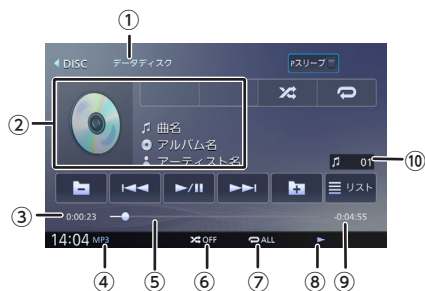 ①
DISC データディスク Pスリープ
②
曲名
アルバム名
アーティスト名
01 ⑩
リスト
③ 0:00:23 -0:04:55
14:04 MP3 OFF ALL
④ ⑤ ⑥ ⑦ ⑧ ⑨